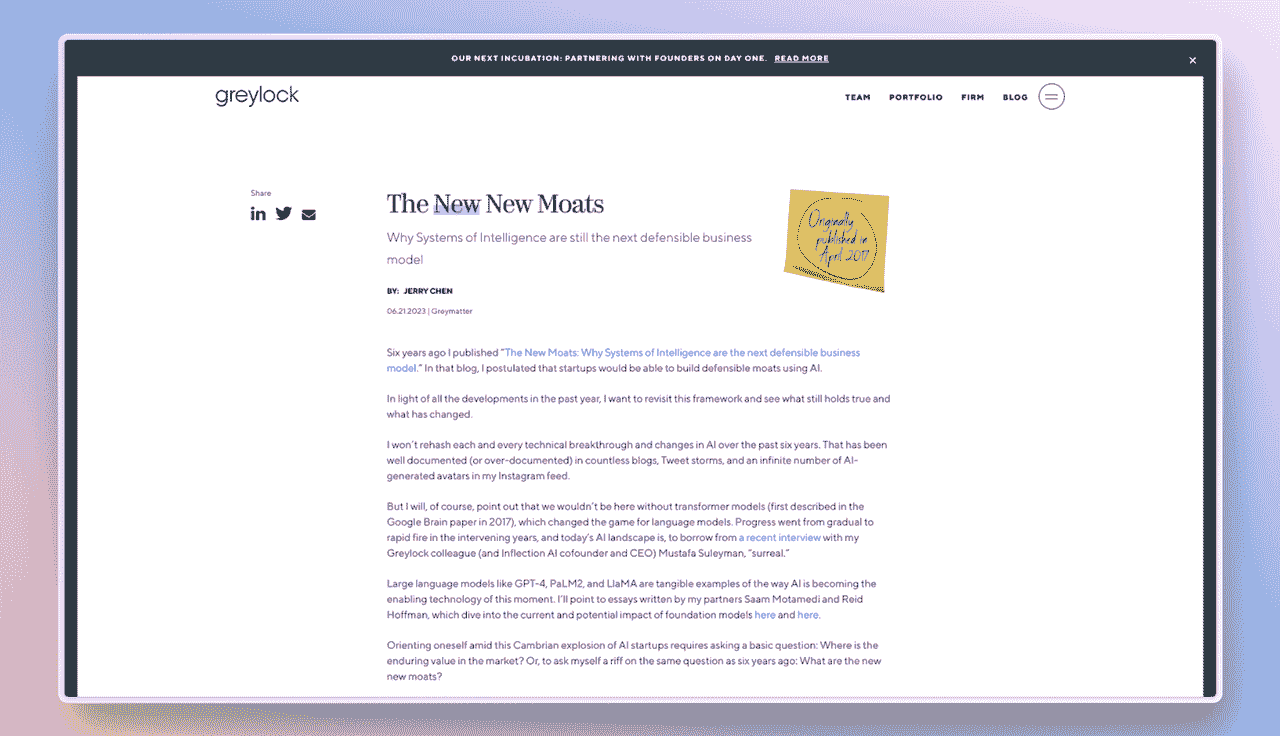 OUR NEXT INCUBATION: PARTNERING WITH FOUNDERS ON DAY ONE. READ MORE
×
greylock
TEAM PORTFOLIO FIRM BLOG
Share
The New New Moats
Why Systems of Intelligence are still the next defensible business
model
Originally
published in
April 2017
BY: JERRY CHEN
06.21.2023 | Greymatter
Six years ago I published "The New Moats: Why Systems of Intelligence are the next defensible business
model." In that blog, I postulated that startups would be able to build defensible moats using AI.
In light of all the developments in the past year, I want to revisit this framework and see what still holds true and
what has changed.
I won't rehash each and every technical breakthrough and changes in AI over the past six years. That has been
well documented (or over-documented) in countless blogs, Tweet storms, and an infinite number of AI-
generated avatars in my Instagram feed.
But I will, of course, point out that we wouldn't be here without transformer models (first described in the
Google Brain paper in 2017), which changed the game for language models. Progress went from gradual to
rapid fire in the intervening years, and today's AI landscape is, to borrow from a recent interview with my
Greylock colleague (and Inflection AI cofounder and CEO) Mustafa Suleyman, "surreal."
Large language models like GPT-4, PaLM2, and LlaMA are tangible examples of the way AI is becoming the
enabling technology of this moment. I'll point to essays written by my partners Saam Motamedi and Reid
Hoffman, which dive into the current and potential impact of foundation models here and here.
Orienting oneself amid this Cambrian explosion of AI startups requires asking a basic question: Where is the
enduring value in the market? Or, to ask myself a riff on the same question as six years ago: What are the new
new moats?